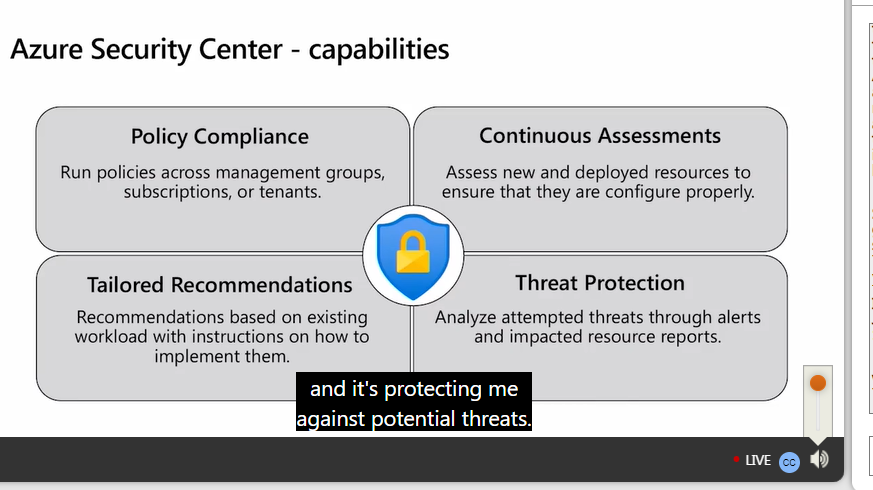 Azure Security Center - capabilities
Policy Compliance
Run policies across management groups,
subscriptions, or tenants.
Continuous Assessments
Assess new and deployed resources to
ensure that they are configure properly.
Tailored Recommendations
Recommendations based on existing
workload with instructions on how to
implement them.
Threat Protection
Analyze attempted threats through alerts
and impacted resource reports.
and it's protecting me
against potential threats.
LIVE
CC